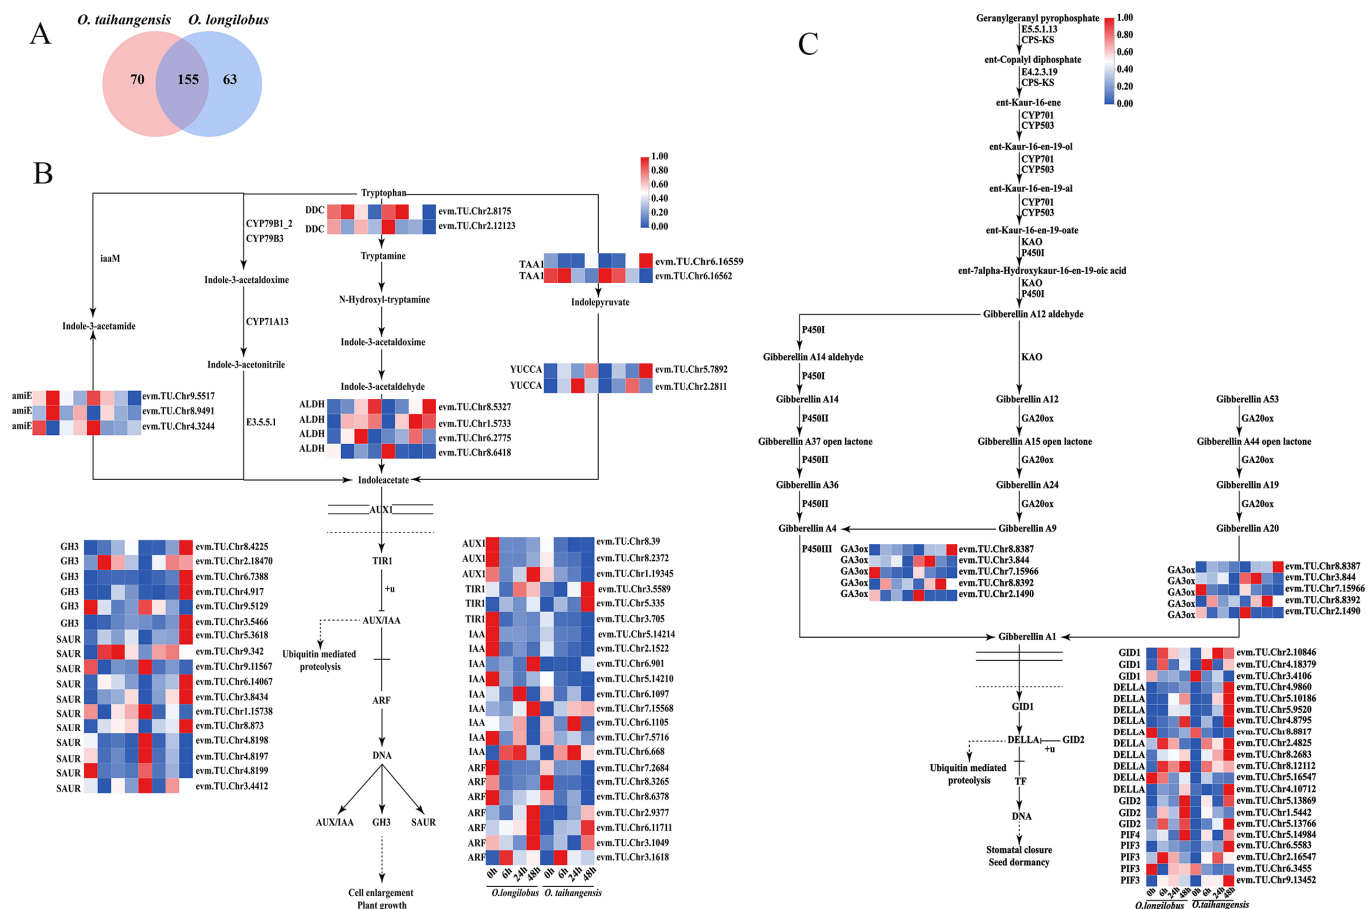 A
O. taihangensis O. longilobus
70 155 63
B
1.00
0.80
0.60
0.40
0.20
0.00
Tryptophan
DDC evm.TU.Chr2.8175
DDC evm.TU.Chr2.12123
CYP79B1_2
CYP79B3
iaaM
Tryptamine
TAA1 evm.TU.Chr6.16559
TAA1 evm.TU.Chr6.16562
Indole-3-acetaldoxime
N-Hydroxyl-tryptamine
Indolepyruvate
Indole-3-acetamide
CYP71A13
Indole-3-acetaldoxime
Indole-3-acetonitrile
YUCCA evm.TU.Chr5.7892
YUCCA evm.TU.Chr2.2811
Indole-3-acetaldehyde
amiE evm.TU.Chr9.5517
amiE evm.TU.Chr8.9491
amiE evm.TU.Chr4.3244
E3.5.5.1
ALDH evm.TU.Chr8.5327
ALDH evm.TU.Chr1.5733
ALDH evm.TU.Chr6.2775
ALDH evm.TU.Chr8.6418
Indoleacetate
AUX1
TIR1
+u
AUX/IAA
Ubiquitin mediated
proteolysis
ARF
DNA
AUX/IAA GH3 SAUR
Cell enlargement
Plant growth
GH3 evm.TU.Chr8.4225
GH3 evm.TU.Chr2.18470
GH3 evm.TU.Chr6.7388
GH3 evm.TU.Chr4.917
GH3 evm.TU.Chr9.5129
GH3 evm.TU.Chr3.5466
SAUR evm.TU.Chr5.3618
SAUR evm.TU.Chr9.342
SAUR evm.TU.Chr9.11567
SAUR evm.TU.Chr6.14067
SAUR evm.TU.Chr3.8434
SAUR evm.TU.Chr1.15738
SAUR evm.TU.Chr8.873
SAUR evm.TU.Chr4.8198
SAUR evm.TU.Chr4.8197
SAUR evm.TU.Chr4.8199
SAUR evm.TU.Chr3.4412
AUX1 evm.TU.Chr8.39
AUX1 evm.TU.Chr8.2372
AUX1 evm.TU.Chr1.19345
TIR1 evm.TU.Chr3.5589
TIR1 evm.TU.Chr5.335
TIR1 evm.TU.Chr3.705
IAA evm.TU.Chr5.14214
IAA evm.TU.Chr2.1522
IAA evm.TU.Chr6.901
IAA evm.TU.Chr5.14210
IAA evm.TU.Chr6.1097
IAA evm.TU.Chr7.15568
IAA evm.TU.Chr6.1105
IAA evm.TU.Chr7.5716
IAA evm.TU.Chr6.668
ARF evm.TU.Chr7.2684
ARF evm.TU.Chr8.3265
ARF evm.TU.Chr8.6378
ARF evm.TU.Chr2.9377
ARF evm.TU.Chr6.11711
ARF evm.TU.Chr3.1049
ARF evm.TU.Chr3.1618
0h 6h 24h 48h 0h 6h 24h 48h
O.longilobus O. taihangensis
C
1.00
0.80
0.60
0.40
0.20
0.00
Geranylgeranyl pyrophosphate
E5.5.1.13
CPS-KS
ent-Copalyl diphosphate
E4.2.3.19
CPS-KS
ent-Kaur-16-ene
CYP701
CYP503
ent-Kaur-16-en-19-ol
CYP701
CYP503
ent-Kaur-16-en-19-al
CYP701
CYP503
ent-Kaur-16-en-19-oate
KAO
P450I
ent-7alpha-Hydroxykaur-16-en-19-oic acid
KAO
P450I
Gibberellin A12 aldehyde
P450I
Gibberellin A14 aldehyde
KAO
P450I
Gibberellin A14 Gibberellin A12 Gibberellin A53
P450II GA20ox GA20ox
Gibberellin A37 open lactone Gibberellin A15 open lactone Gibberellin A44 open lactone
P450II GA20ox GA20ox
Gibberellin A36 Gibberellin A24 Gibberellin A19
P450II GA20ox GA20ox
Gibberellin A4 Gibberellin A9 Gibberellin A20
P450III
GA3ox evm.TU.Chr8.8387
GA3ox evm.TU.Chr3.844
GA3ox evm.TU.Chr7.15966
GA3ox evm.TU.Chr8.8392
GA3ox evm.TU.Chr2.1490
GA3ox evm.TU.Chr8.8387
GA3ox evm.TU.Chr3.844
GA3ox evm.TU.Chr7.15966
GA3ox evm.TU.Chr8.8392
GA3ox evm.TU.Chr2.1490
Gibberellin A1
GID1
DELLA GID2
+u
Ubiquitin mediated
proteolysis
TF
DNA
Stomatal closure
Seed dormancy
GID1 evm.TU.Chr2.10846
GID1 evm.TU.Chr4.18379
GID1 evm.TU.Chr3.4106
DELLA evm.TU.Chr4.9860
DELLA evm.TU.Chr5.10186
DELLA evm.TU.Chr5.9520
DELLA evm.TU.Chr4.8795
DELLA evm.TU.Chr8.8817
DELLA evm.TU.Chr2.4825
DELLA evm.TU.Chr8.2683
DELLA evm.TU.Chr8.12112
DELLA evm.TU.Chr5.16547
DELLA evm.TU.Chr4.10712
GID2 evm.TU.Chr5.13869
GID2 evm.TU.Chr1.5442
GID2 evm.TU.Chr5.13766
PIF4 evm.TU.Chr5.14984
PIF3 evm.TU.Chr6.5583
PIF3 evm.TU.Chr2.16547
PIF3 evm.TU.Chr6.3455
PIF3 evm.TU.Chr9.13452
0h 6h 24h 48h 0h 6h 24h 48h
O.longilobus O.taihangensis